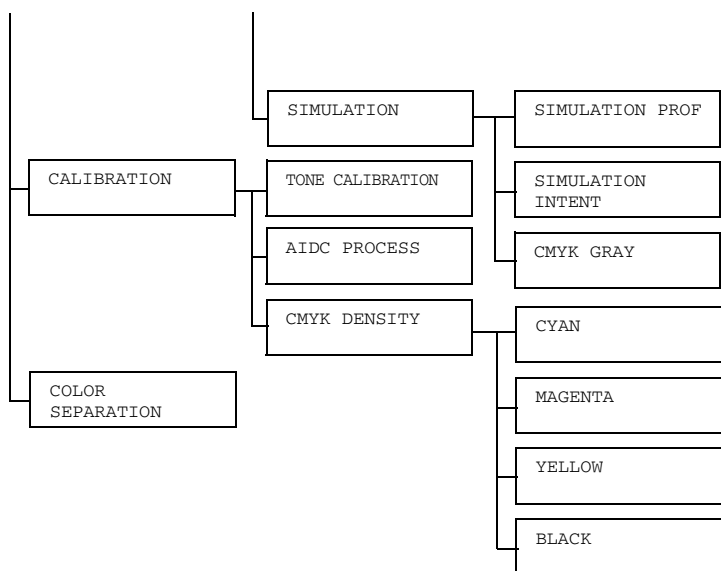 SIMULATION
SIMULATION PROF
CALIBRATION
TONE CALIBRATION
SIMULATION
INTENT
AIDC PROCESS
CMYK GRAY
CMYK DENSITY
CYAN
COLOR
SEPARATION
MAGENTA
YELLOW
BLACK